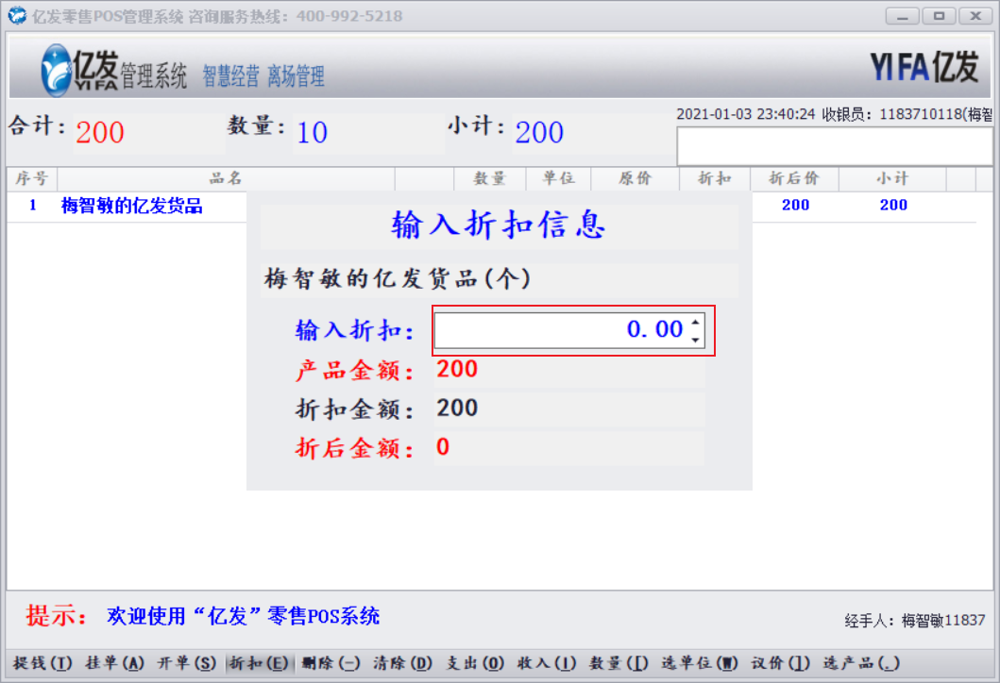 亿发零售POS管理系统 咨询服务热线：400-992-5218
亿发 YIFA 管理系统 智慧经营 离场管理 YIFA亿发
合计: 200 数量: 10 小计: 200
2021-01-03 23:40:24 收银员：1183710118(梅智
序号 品名 数量 单位 原价 折扣 折后价 小计
1 梅智敏的亿发货品 200 200
输入折扣信息
梅智敏的亿发货品(个)
输入折扣: 0.00
产品金额: 200
折扣金额: 200
折后金额: 0
提示: 欢迎使用“亿发”零售POS系统
经手人：梅智敏11837
提钱(T) 挂单(A) 开单(S) 折扣(E) 删除(-) 清除(D) 支出(O) 收入(I) 数量([) 选单位(W) 议价(]) 选产品(.)